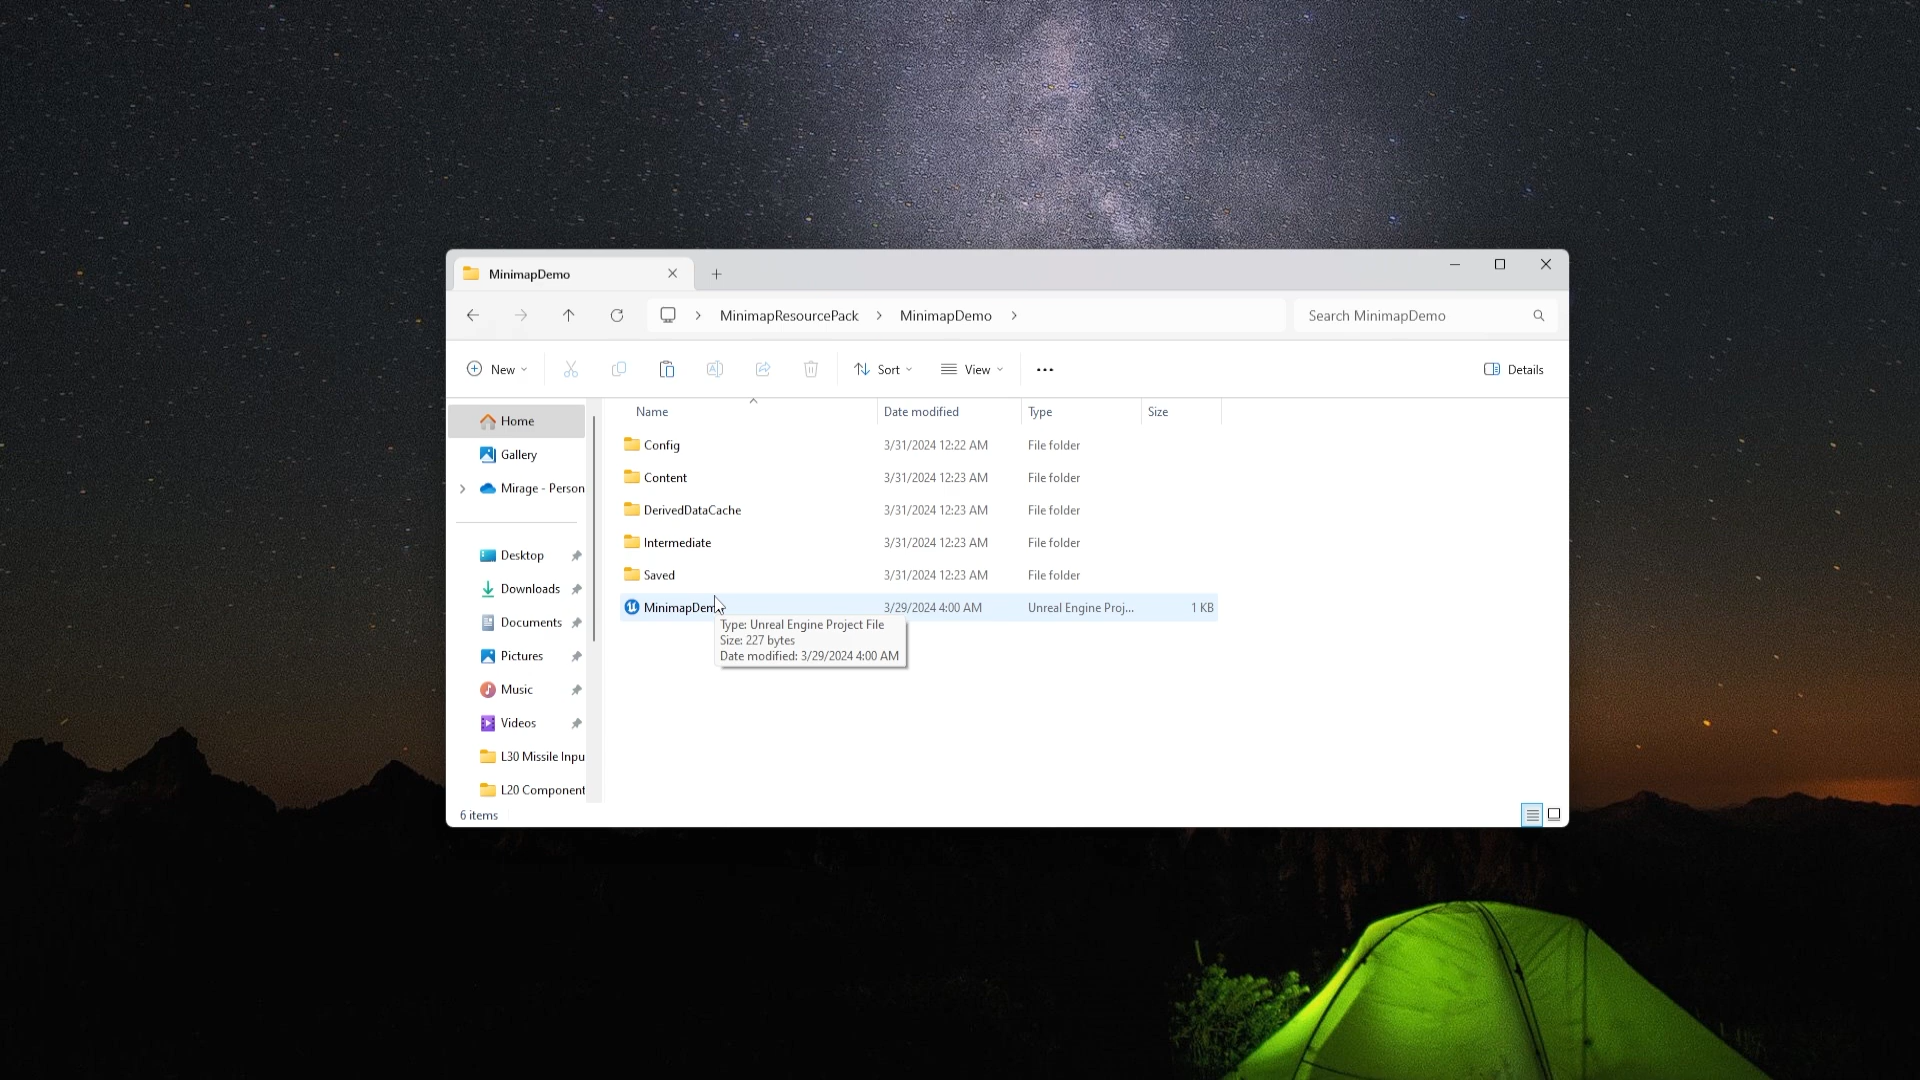 MinimapDemo
MinimapResourcePack
MinimapDemo
Search MinimapDemo
New
Sort
View
Details
Name Date modified Type Size
Home
Gallery
Mirage - Person
Desktop
Downloads
Documents
Pictures
Music
Videos
L30 Missile Inpu
L20 Component
Config 3/31/2024 12:22 AM File folder
Content 3/31/2024 12:23 AM File folder
DerivedDataCache 3/31/2024 12:23 AM File folder
Intermediate 3/31/2024 12:23 AM File folder
Saved 3/31/2024 12:23 AM File folder
MinimapDem 3/29/2024 4:00 AM Unreal Engine Proj... 1 KB
Type: Unreal Engine Project File
Size: 227 bytes
Date modified: 3/29/2024 4:00 AM
6 items